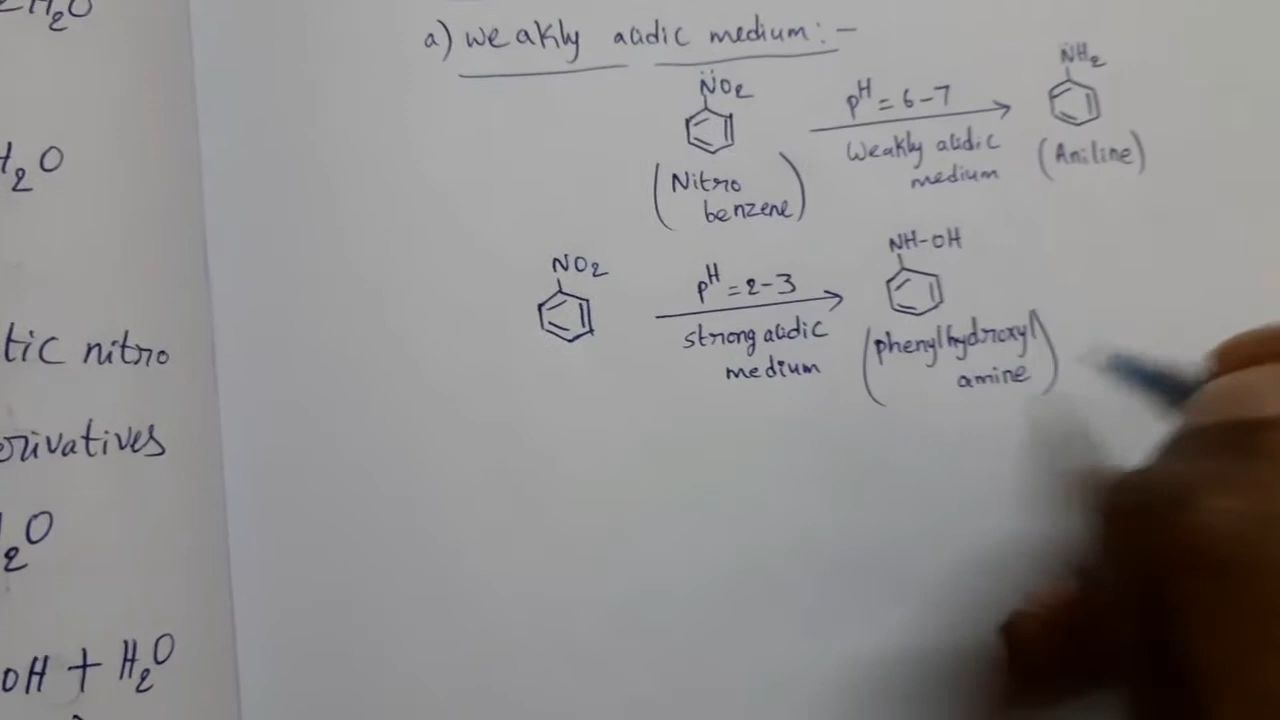 H2O
a) weakly acidic medium:-
NO2
pH = 6-7
NH2
Weakly acidic
medium
(Nitro
benzene)
(Aniline)
H2O
NO2
pH = 2-3
NH-OH
strong acidic
medium
(phenylhydroxyl
amine)
tic nitro
erivatives
H2O
OH + H2O